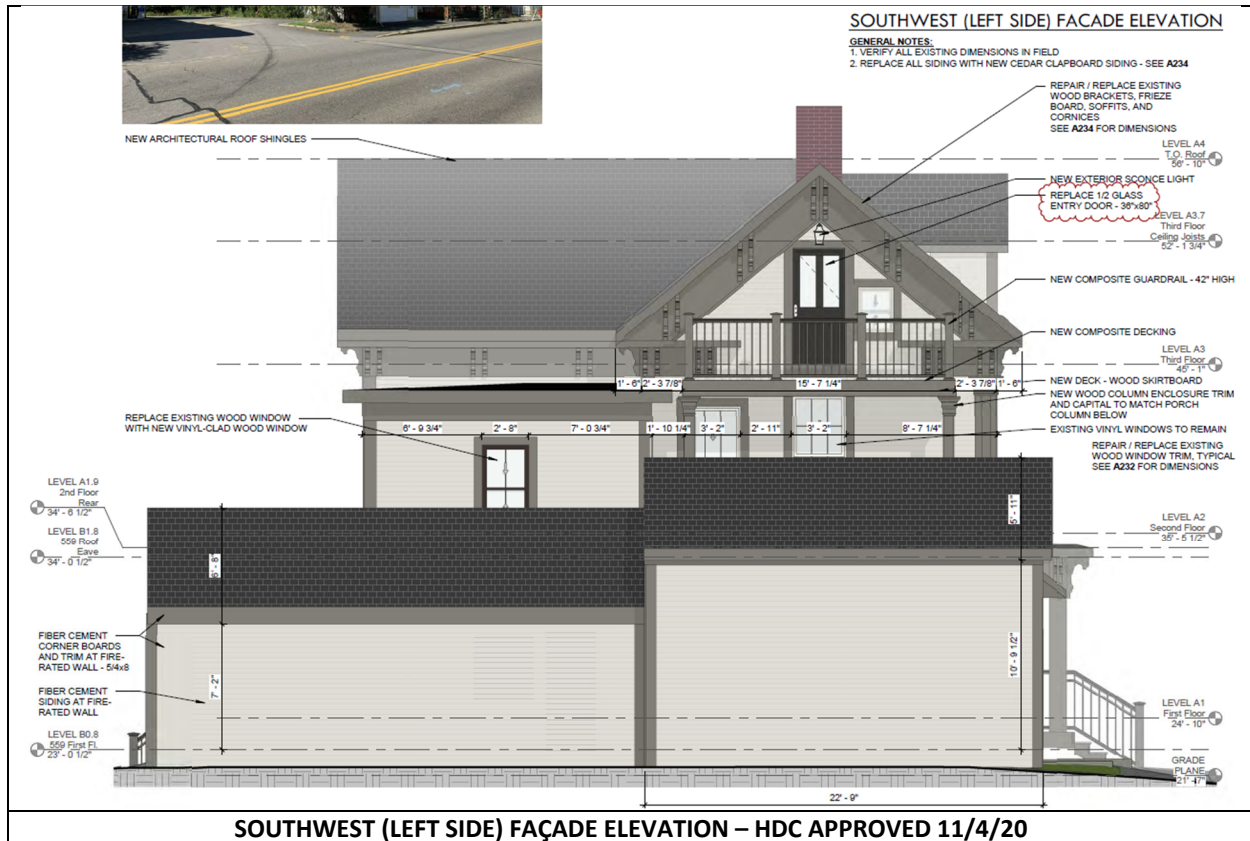 SOUTHWEST (LEFT SIDE) FACADE ELEVATION
GENERAL NOTES:
1. VERIFY ALL EXISTING DIMENSIONS IN FIELD
2. REPLACE ALL SIDING WITH NEW CEDAR CLAPBOARD SIDING - SEE A234
REPAIR / REPLACE EXISTING
WOOD BRACKETS, FRIEZE
BOARD, SOFFITS, AND
CORNICES
SEE A234 FOR DIMENSIONS
NEW ARCHITECTURAL ROOF SHINGLES
LEVEL A4
T.O. Roof
56' - 10"
NEW EXTERIOR SCONCE LIGHT
REPLACE 1/2 GLASS
ENTRY DOOR - 36"x80"
LEVEL A3.7
Third Floor
Ceiling Joists
52' - 1 3/4"
NEW COMPOSITE GUARDRAIL - 42" HIGH
NEW COMPOSITE DECKING
LEVEL A3
Third Floor
45' - 1"
1' - 6"
2' - 3 7/8"
15' - 7 1/4"
2' - 3 7/8"
1' - 6"
NEW DECK - WOOD SKIRTBOARD
NEW WOOD COLUMN ENCLOSURE TRIM
AND CAPITAL TO MATCH PORCH
COLUMN BELOW
REPLACE EXISTING WOOD WINDOW
WITH NEW VINYL-CLAD WOOD WINDOW
6' - 9 3/4"
2' - 8"
7' - 0 3/4"
1' - 10 1/4"
3' - 2"
2' - 11"
3' - 2"
8' - 7 1/4"
EXISTING VINYL WINDOWS TO REMAIN
REPAIR / REPLACE EXISTING
WOOD WINDOW TRIM, TYPICAL
SEE A232 FOR DIMENSIONS
LEVEL A1.9
2nd Floor
Rear
34' - 6 1/2"
LEVEL B1.8
559 Roof
Eave
34' - 0 1/2"
5' - 11"
LEVEL A2
Second Floor
35' - 5 1/2"
FIBER CEMENT
CORNER BOARDS
AND TRIM AT FIRE-
RATED WALL - 5/4x8
FIBER CEMENT
SIDING AT FIRE-
RATED WALL
7' - 2"
10' - 9 1/2"
LEVEL A1
First Floor
24' - 10"
LEVEL B0.8
559 First Fl.
23' - 0 1/2"
GRADE
PLANE
22' - 9"
SOUTHWEST (LEFT SIDE) FAÇADE ELEVATION – HDC APPROVED 11/4/20